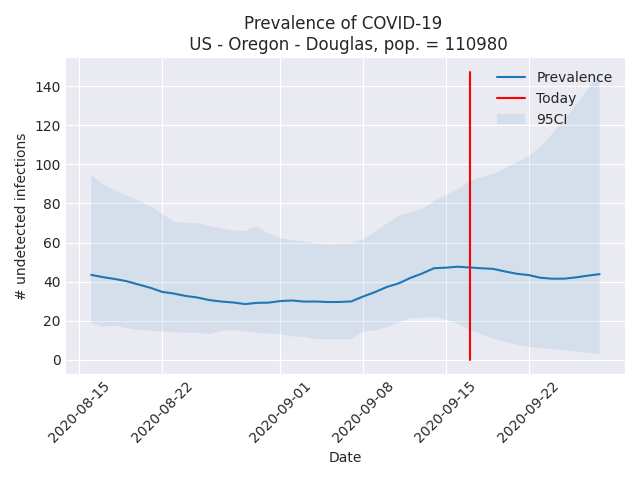 Prevalence of COVID-19
US - Oregon - Douglas, pop. = 110980
# undetected infections
140
120
100
80
60
40
20
0
Prevalence
Today
95CI
2020-08-15
2020-08-22
2020-09-01
2020-09-08
2020-09-15
2020-09-22
Date